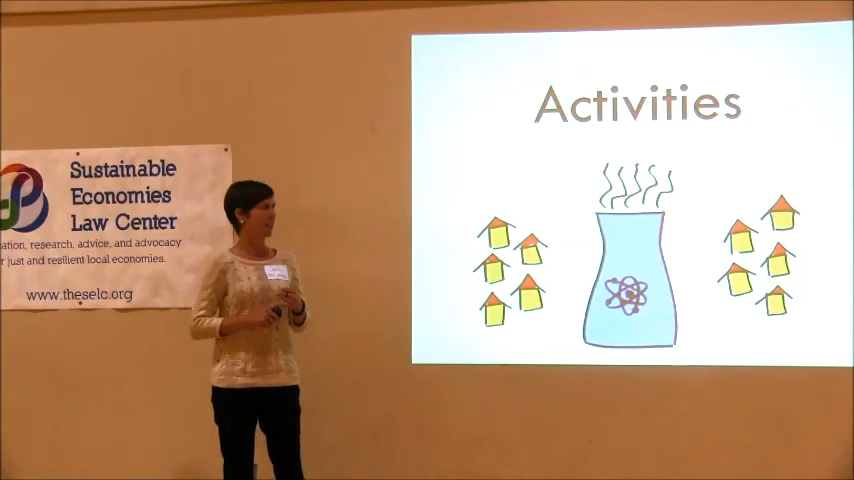 Sustainable
Economies
Law Center
ation, research, advice, and advocacy
r just and resilient local economies.
www.theselc.org
Activities